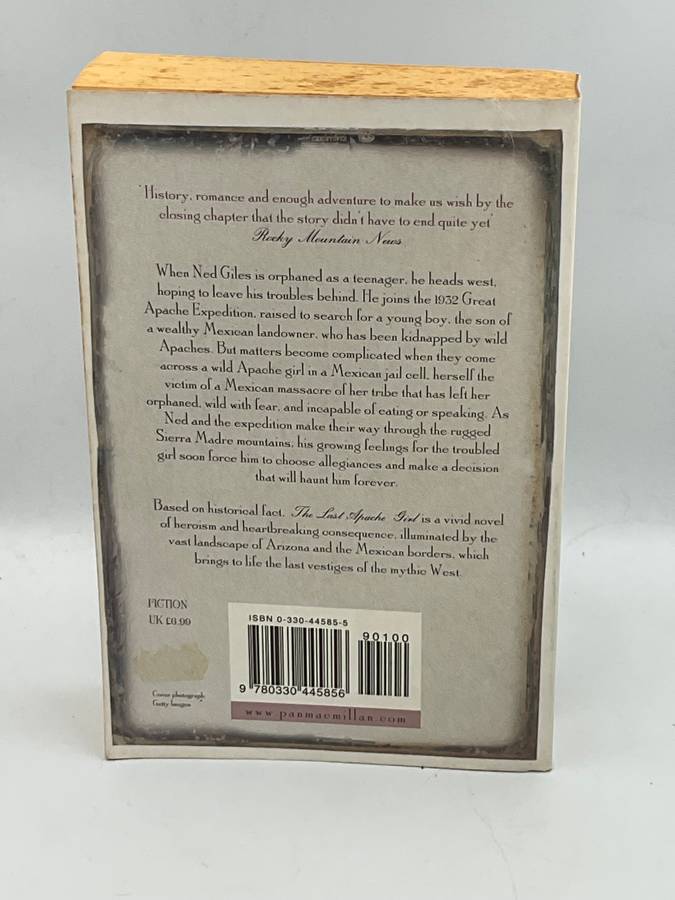 'History, romance and enough adventure to make us wish by the
closing chapter that the story didn't have to end quite yet'
Rocky Mountain News
When Ned Giles is orphaned as a teenager, he heads west,
hoping to leave his troubles behind. He joins the 1932 Great
Apache Expedition, raised to search for a young boy, the son of
a wealthy Mexican landowner, who has been kidnapped by wild
Apaches. But matters become complicated when they come
across a wild Apache girl in a Mexican jail cell, herself the
victim of a Mexican massacre of her tribe that has left her
orphaned, wild with fear, and incapable of eating or speaking. As
Ned and the expedition make their way through the rugged
Sierra Madre mountains, his growing feelings for the troubled
girl soon force him to choose allegiances and make a decision
that will haunt him forever.
Based on historical fact, The Last Apache Girl is a vivid novel
of heroism and heartbreaking consequence, illuminated by the
vast landscape of Arizona and the Mexican borders, which
brings to life the last vestiges of the mythic West.
FICTION
UK £6.99
Cover photograph:
Getty Images
ISBN 0-330-44585-5
90100
9 780330 445856
www.panmacmillan.com